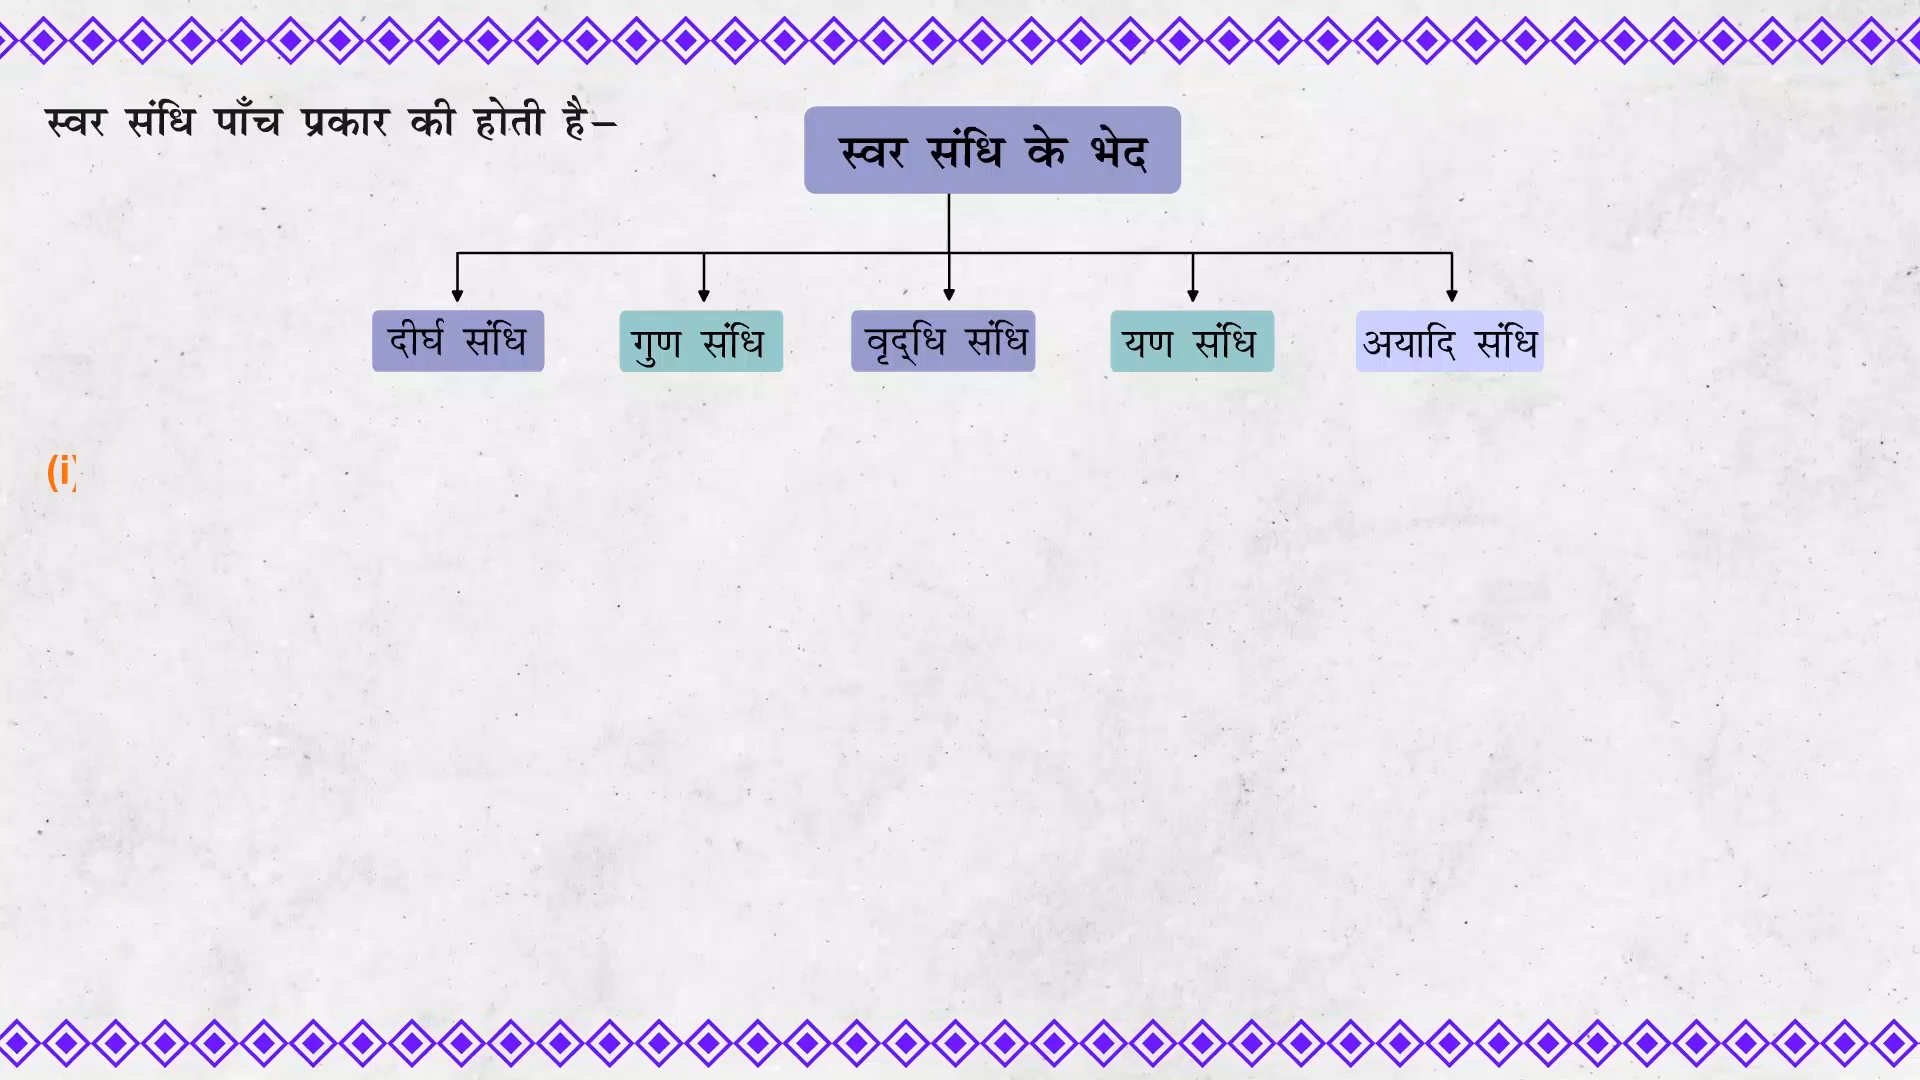 स्वर संधि पाँच प्रकार की होती है–
स्वर संधि के भेद
दीर्घ संधि
गुण संधि
वृद्‌धि संधि
यण संधि
अयादि संधि
(i)